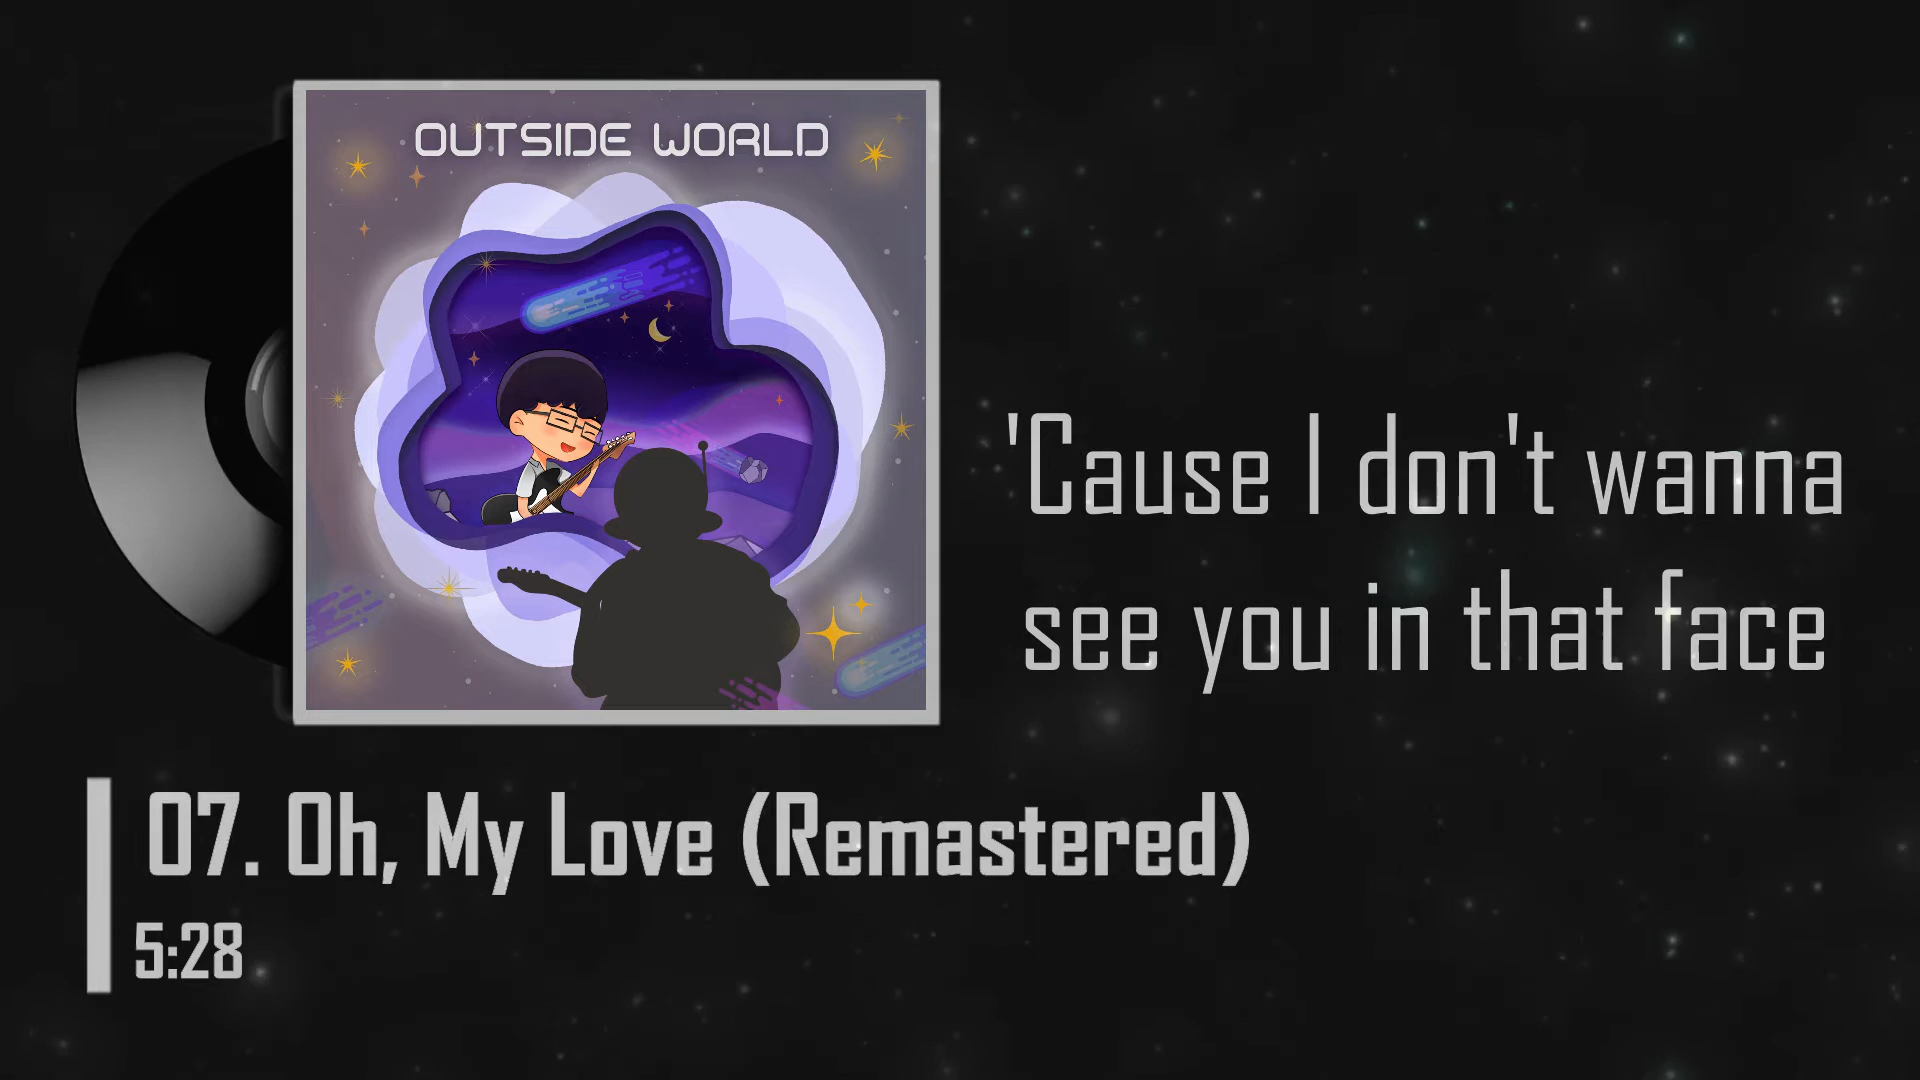 OUTSIDE WORLD
'Cause I don't wanna
see you in that face
07. Oh, My Love (Remastered)
5:28